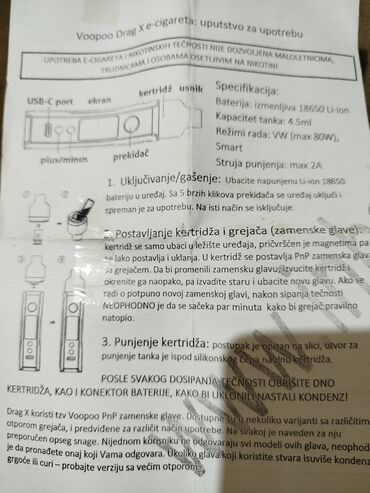 Voopoo Drag X e-cigareta: uputstvo za upotrebu
UPOTREBA E-CIGARETA I NIKOTINSKIH TEČNOSTI NIJE DOZVOLJENA MALOLETNICIMA,
TRUDNICAMA I OSOBAMA OSETLJIVIM NA NIKOTIN!
kertridž usnik
USB-C port ekran
plus/minus
prekidač
Specifikacija:
Baterija: izmenljiva 18650 Li-ion
Kapacitet tanka: 4.5ml
Režimi rada: VW (max 80W),
Smart
Struja punjenja: max 2A
1. Uključivanje/gašenje: Ubacite napunjenu Li-ion 18650
bateriju u uređaj. Sa 5 brzih klikova prekidača se uređaj uključi i
spreman je za upotrebu. Na isti način se isključuje.
2. Postavljanje kertridža i grejača (zamenske glave):
kertridž se samo ubaci u ležište uređaja, pričvršćen je magnetima pa
se lako postavlja i uklanja. U kertridž se postavlja PnP zamenska glava
sa grejačem. Da bi promenili zamensku glavu, izvucite kertridž,
okrenite ga naopako, pa izvadite staru i ubacite novu glavu. Ako se
radi o potpuno novoj zamenskoj glavi, nakon sipanja tečnosti
NEOPHODNO je da se sačeka par minuta kako bi grejač pravilno
natopio.
3. Punjenje kertridža: postupak je opisan na slici, otvor za
punjenje tanka je ispod silikonskog čepa na dnu kertridža.
POSLE SVAKOG DOSIPANJA TEČNOSTI OBRIŠITE DNO
KERTRIDŽA, KAO I KONEKTOR BATERIJE, KAKO BI UKLONILI NASTALI KONDENZ!
Drag X koristi tzv Voopoo PnP zamenske glave. Dostupne su u nekoliko varijanti sa različitim
otporom grejača, i predviđene za različit način upotrebe. Na svakoj je naveden za nju
preporučen opseg snage. Nijednom korisniku ne odgovaraju svi modeli ovih glava, neophodno
je da pronađete onaj koji Vama odgovara. Ukoliko glava koji koristite stvara isuviše kondenza,
grgoće ili curi – probajte verziju sa većim otporom.
www.